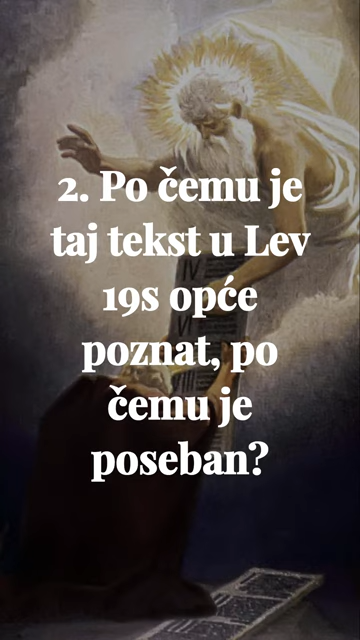 2. Po čemu je
taj tekst u Lev
19s opće
poznat, po
čemu je
poseban?